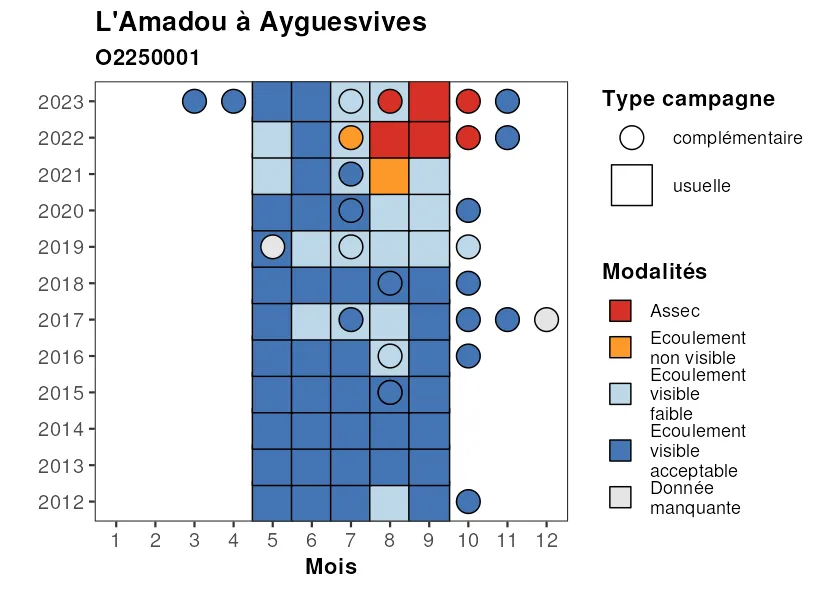 L'Amadou à Ayguesvives
O2250001
2023
2022
2021
2020
2019
2018
2017
2016
2015
2014
2013
2012
1 2 3 4 5 6 7 8 9 10 11 12
Mois
Type campagne
complémentaire
usuelle
Modalités
Assec
Ecoulement
non visible
Ecoulement
visible
faible
Ecoulement
visible
acceptable
Donnée
manquante